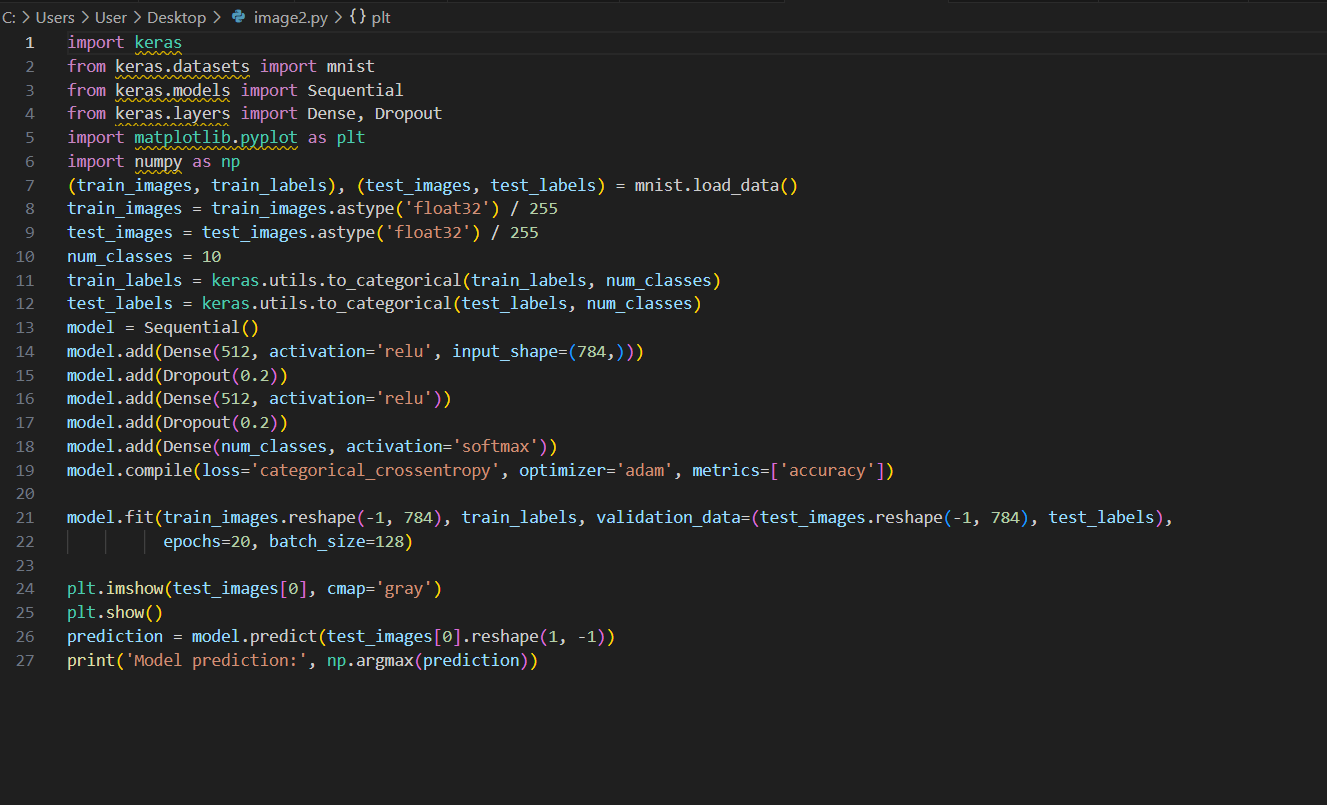 C: > Users > User > Desktop > image2.py > {} plt
1 import keras
2 from keras.datasets import mnist
3 from keras.models import Sequential
4 from keras.layers import Dense, Dropout
5 import matplotlib.pyplot as plt
6 import numpy as np
7 (train_images, train_labels), (test_images, test_labels) = mnist.load_data()
8 train_images = train_images.astype('float32') / 255
9 test_images = test_images.astype('float32') / 255
10 num_classes = 10
11 train_labels = keras.utils.to_categorical(train_labels, num_classes)
12 test_labels = keras.utils.to_categorical(test_labels, num_classes)
13 model = Sequential()
14 model.add(Dense(512, activation='relu', input_shape=(784,)))
15 model.add(Dropout(0.2))
16 model.add(Dense(512, activation='relu'))
17 model.add(Dropout(0.2))
18 model.add(Dense(num_classes, activation='softmax'))
19 model.compile(loss='categorical_crossentropy', optimizer='adam', metrics=['accuracy'])
20
21 model.fit(train_images.reshape(-1, 784), train_labels, validation_data=(test_images.reshape(-1, 784), test_labels),
22           epochs=20, batch_size=128)
23
24 plt.imshow(test_images[0], cmap='gray')
25 plt.show()
26 prediction = model.predict(test_images[0].reshape(1, -1))
27 print('Model prediction:', np.argmax(prediction))